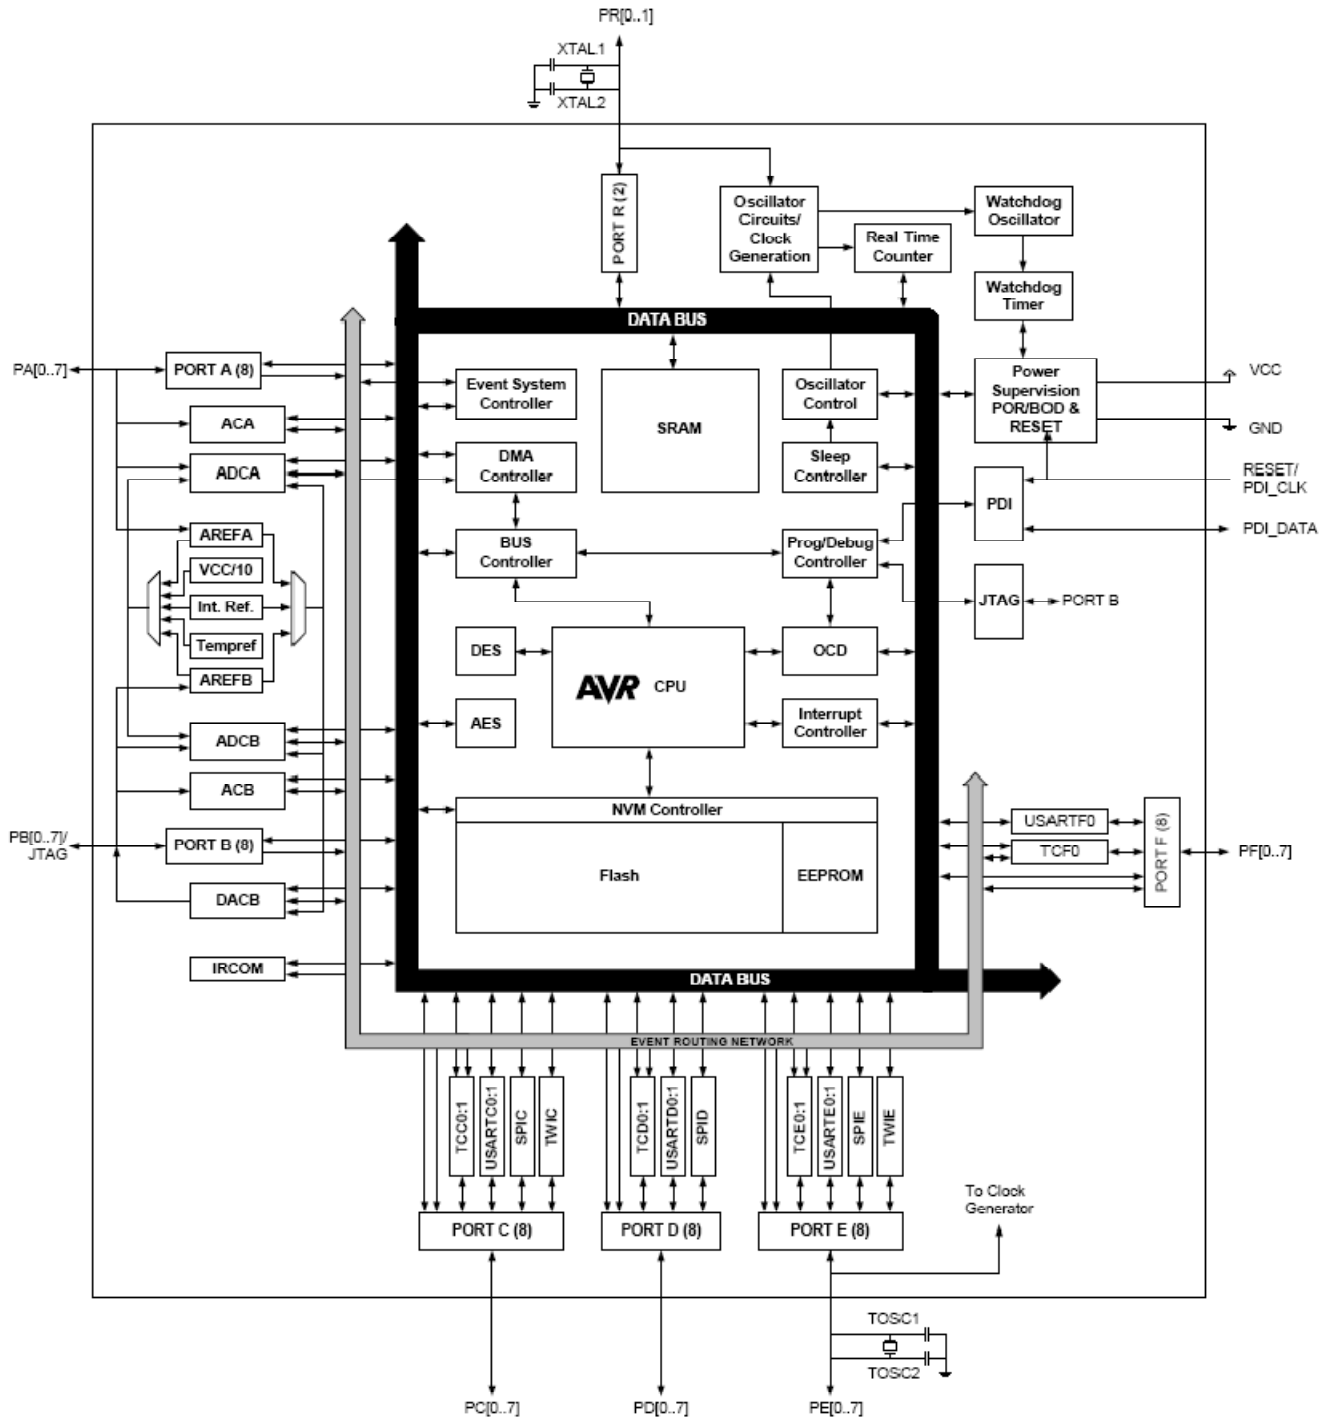 PR[0..1]
XTAL1
XTAL2
PORT R (2)
Oscillator
Circuits/
Clock
Generation
Watchdog
Oscillator
Real Time
Counter
Watchdog
Timer
DATA BUS
PA[0..7]
PORT A (8)
Event System
Controller
Oscillator
Control
Power
Supervision
POR/BOD &
RESET
VCC
ACA
SRAM
GND
ADCA
DMA
Controller
Sleep
Controller
RESET/
PDI_CLK
PDI
AREFA
BUS
Controller
Prog/Debug
Controller
PDI_DATA
VCC/10
Int. Ref.
JTAG
PORT B
Tempref
DES
OCD
AREFB
AVR CPU
AES
Interrupt
Controller
ADCB
ACB
NVM Controller
USARTF0
PB[0..7]/
JTAG
PORT B (8)
TCF0
PORT F (8)
PF[0..7]
Flash
EEPROM
DACB
IRCOM
DATA BUS
EVENT ROUTING NETWORK
TCC0:1
USARTC0:1
SPIC
TWIC
TCD0:1
USARTD0:1
SPID
TCE0:1
USARTE0:1
SPIE
TWIE
To Clock
Generator
PORT C (8)
PORT D (8)
PORT E (8)
TOSC1
TOSC2
PC[0..7]
PD[0..7]
PE[0..7]